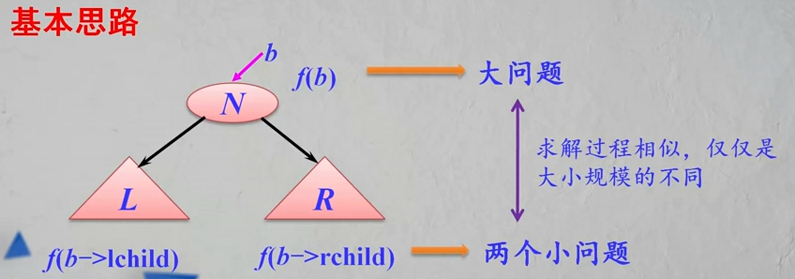 基本思路
b
f(b)
大问题
N
求解过程相似，仅仅是
大小规模的不同
L
R
f(b->lchild)
f(b->rchild)
两个小问题